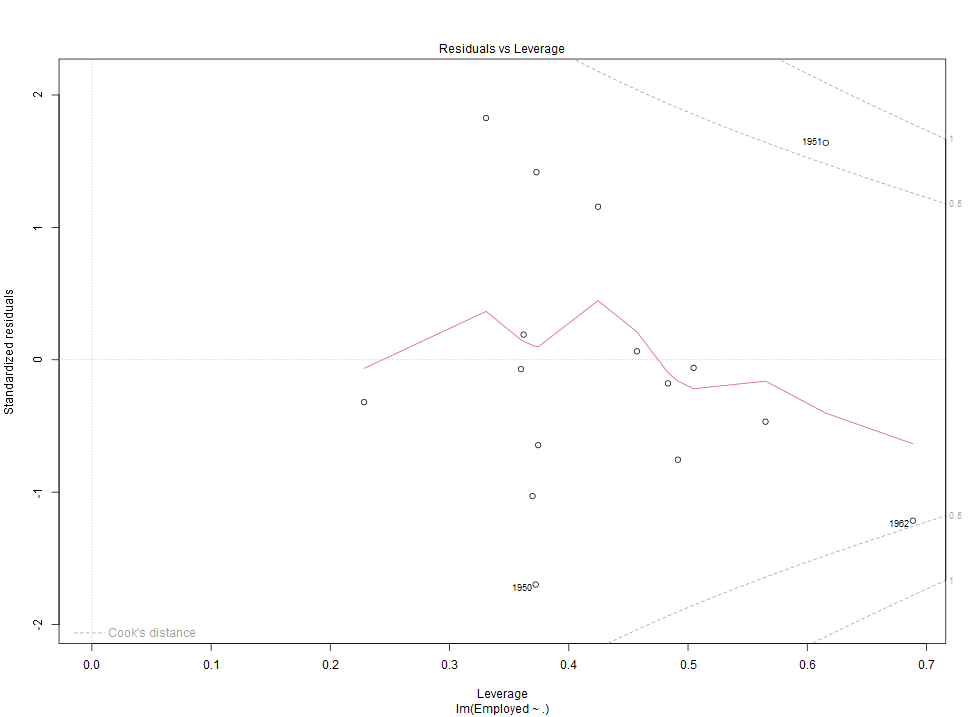 Residuals vs Leverage
Standardized residuals
2
1
0
-1
-2
1951
1962
1950
1
0.5
0.5
1
Cook's distance
0.0 0.1 0.2 0.3 0.4 0.5 0.6 0.7
Leverage
lm(Employed ~ .)